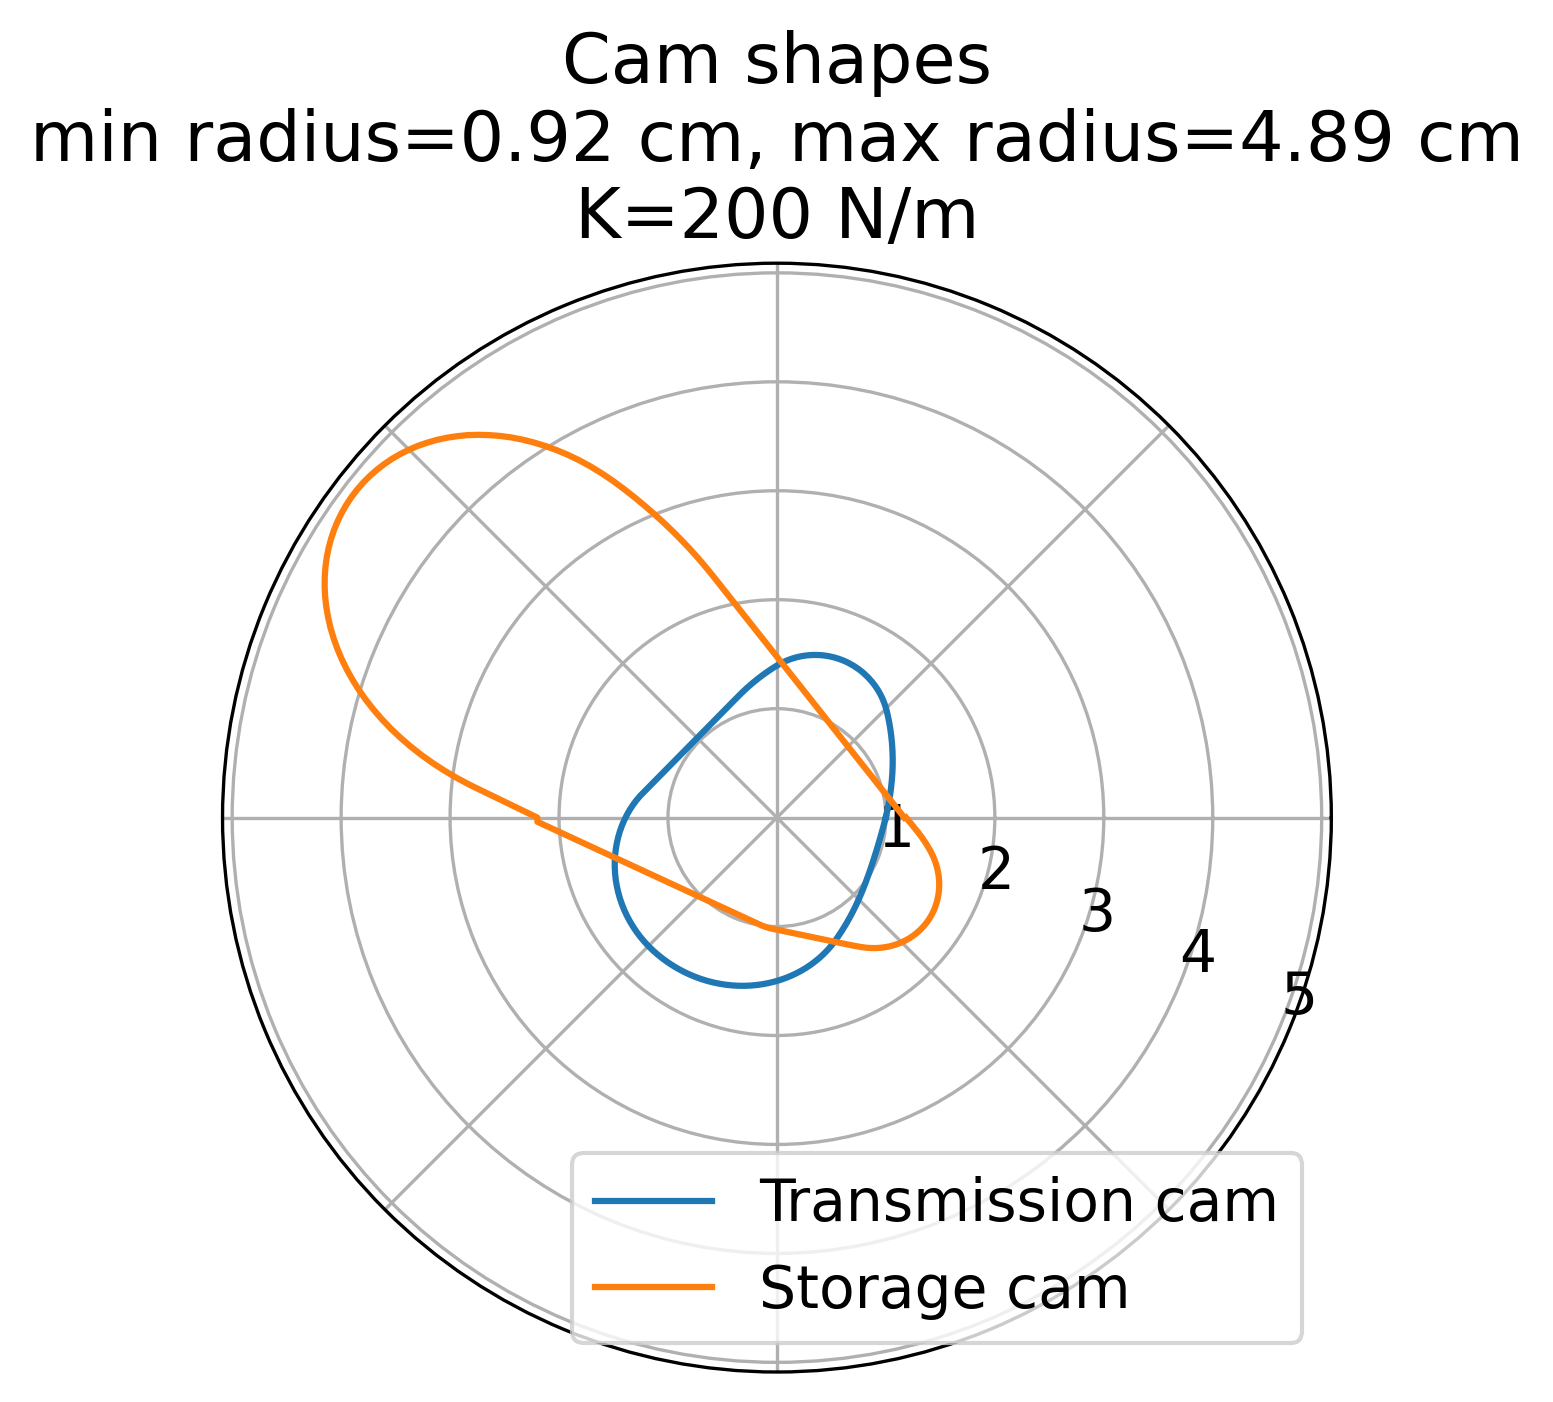 Cam shapes
min radius=0.92 cm, max radius=4.89 cm
K=200 N/m
1
2
3
4
5
Transmission cam
Storage cam